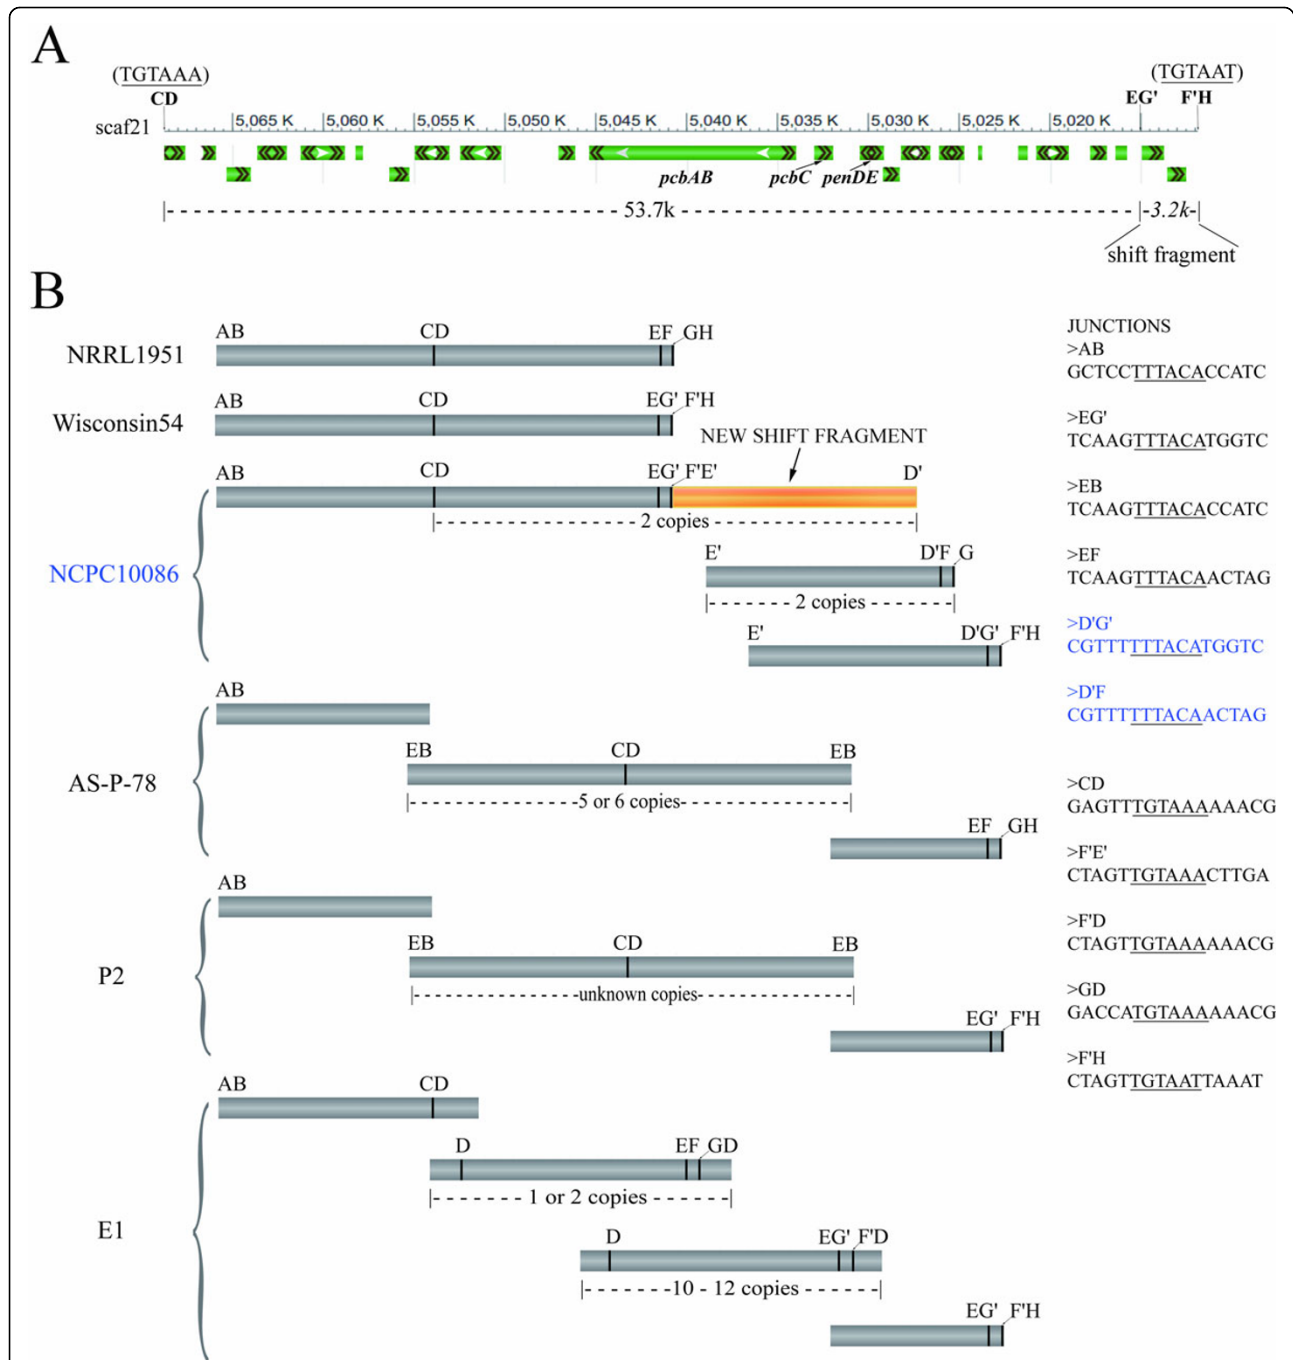 A
(TGTAAA)
(TGTAAT)
CD
EG' F'H
scaf21
5,065 K 5,060 K 5,055 K 5,050 K 5,045 K 5,040 K 5,035 K 5,030 K 5,025 K 5,020 K
pcbAB pcbC penDE
53.7k
3.2k
shift fragment
B
NRRL1951
AB CD EF GH
Wisconsin54
AB CD EG' F'H
NEW SHIFT FRAGMENT
NCPC10086
AB CD EG' F'E' D'
2 copies
E' D'F G
2 copies
E' D'G' F'H
AS-P-78
AB
EB CD EB
5 or 6 copies
EF GH
P2
AB
EB CD EB
unknown copies
EG' F'H
E1
AB CD
D EF GD
1 or 2 copies
D EG' F'D
10 - 12 copies
EG' F'H
JUNCTIONS
>AB
GCTCCTTTACACCATC
>EG'
TCAAGTTTACATGGTC
>EB
TCAAGTTTACACCATC
>EF
TCAAGTTTACAACTAG
>D'G'
CGTTTTTTACATGGTC
>D'F
CGTTTTTTACAACTAG
>CD
GAGTTTGTAAAAAACG
>F'E'
CTAGTTGTAAACTTGA
>F'D
CTAGTTGTAAAAAACG
>GD
GACCATGTAAAAAACG
>F'H
CTAGTTGTAATTAAAT